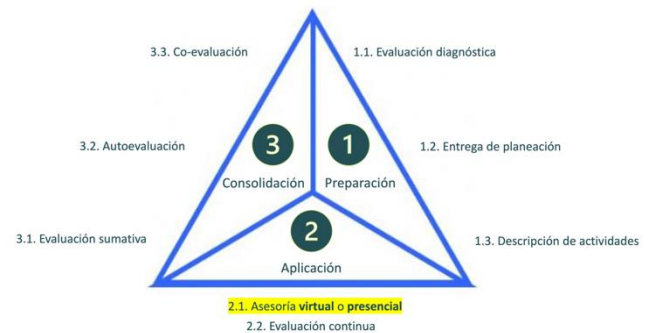 3.3. Co-evaluación
1.1. Evaluación diagnóstica
3.2. Autoevaluación
3
1
1.2. Entrega de planeación
Consolidación
Preparación
3.1. Evaluación sumativa
2
1.3. Descripción de actividades
Aplicación
2.1. Asesoría virtual o presencial
2.2. Evaluación continua